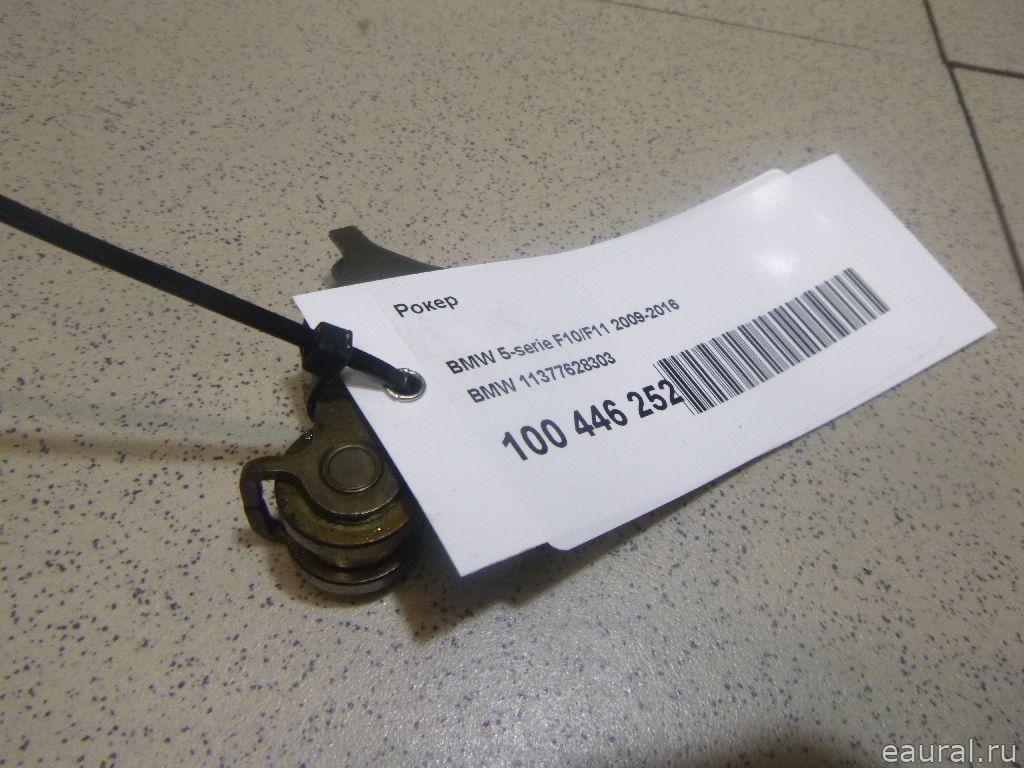 Рокер
BMW 5-serie F10/F11 2009-2016
BMW 11377628303
100 446 252
eaural.ru